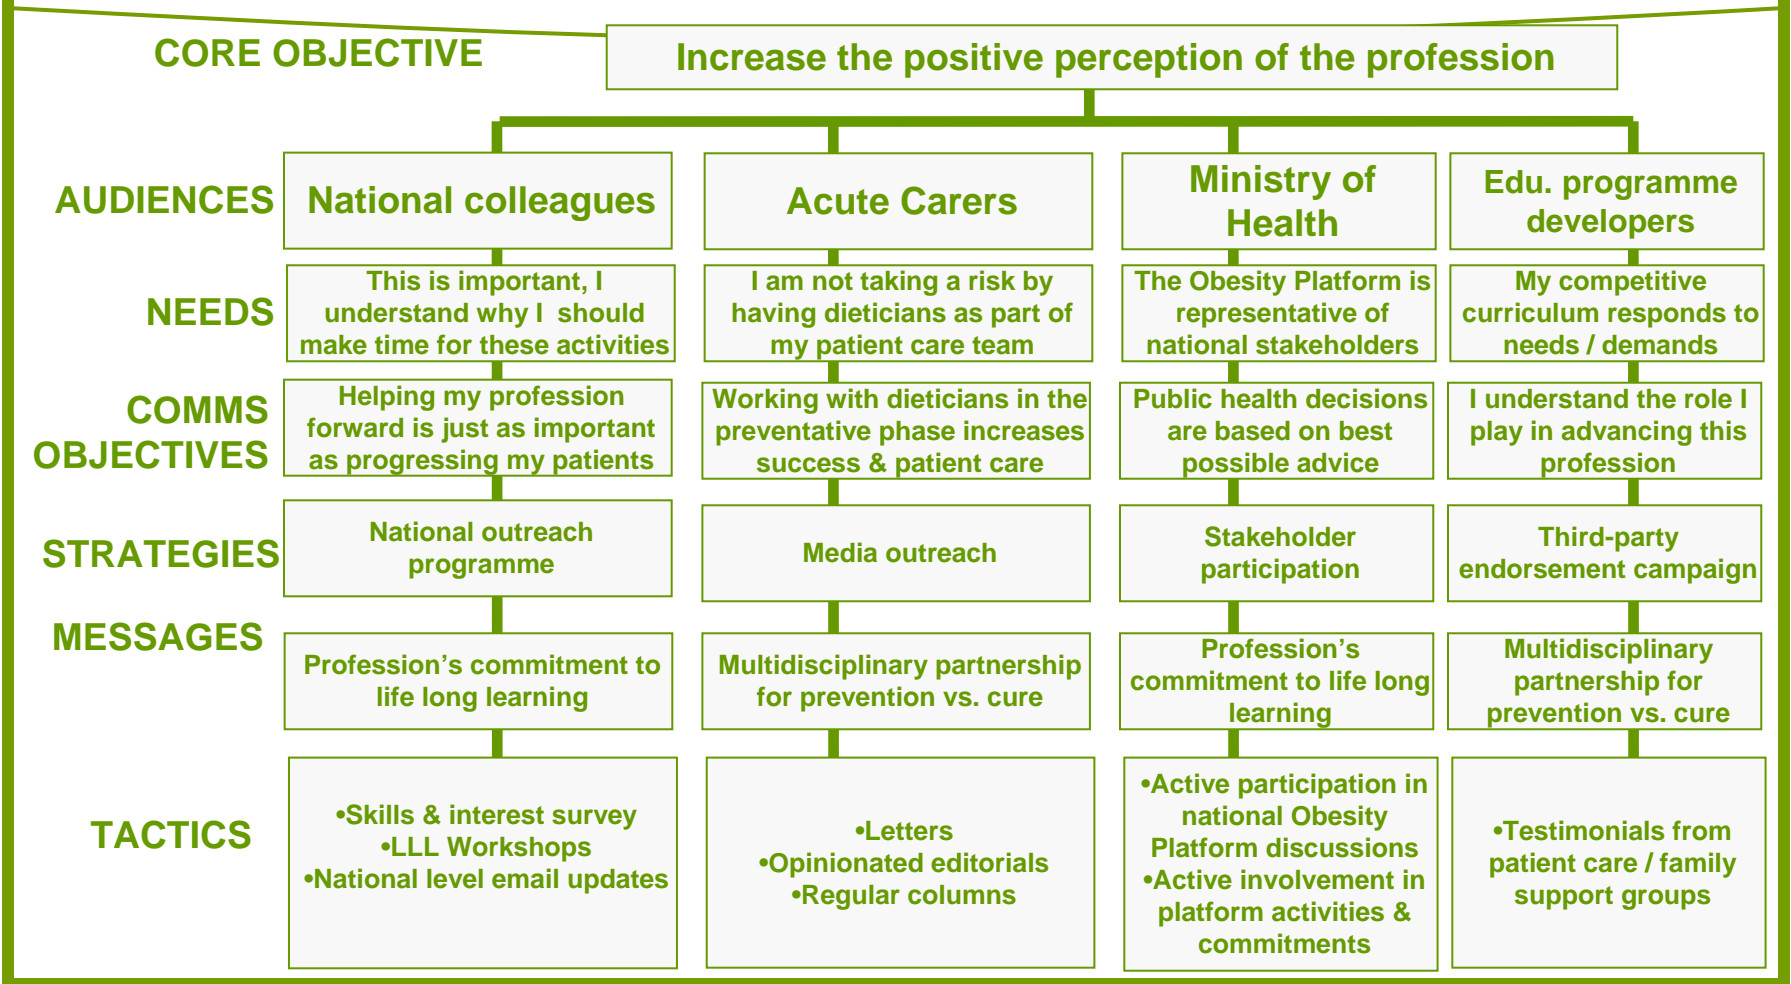 CORE OBJECTIVE
Increase the positive perception of the profession
AUDIENCES
National colleagues
Acute Carers
Ministry of
Health
Edu. programme
developers
NEEDS
This is important, I
understand why I should
make time for these activities
I am not taking a risk by
having dieticians as part of
my patient care team
The Obesity Platform is
representative of
national stakeholders
My competitive
curriculum responds to
needs / demands
COMMS
OBJECTIVES
Helping my profession
forward is just as important
as progressing my patients
Working with dieticians in the
preventative phase increases
success & patient care
Public health decisions
are based on best
possible advice
I understand the role I
play in advancing this
profession
STRATEGIES
National outreach
programme
Media outreach
Stakeholder
participation
Third-party
endorsement campaign
MESSAGES
Profession’s commitment to
life long learning
Multidisciplinary partnership
for prevention vs. cure
Profession’s
commitment to life long
learning
Multidisciplinary
partnership for
prevention vs. cure
TACTICS
•Skills & interest survey
•LLL Workshops
•National level email updates
•Letters
•Opinionated editorials
•Regular columns
•Active participation in
national Obesity
Platform discussions
•Active involvement in
platform activities &
commitments
•Testimonials from
patient care / family
support groups